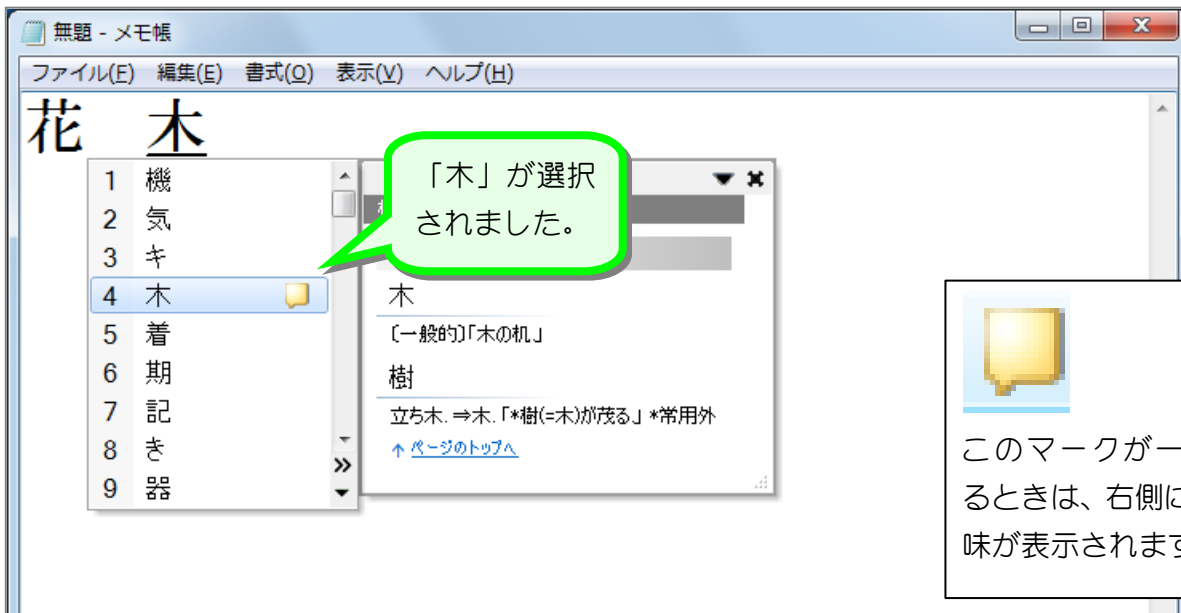 無題 - メモ帳
ファイル(F) 編集(E) 書式(O) 表示(V) ヘルプ(H)
花 木
1 機
2 気
3 キ
4 木
5 着
6 期
7 記
8 き
9 器
「木」が選択
されました。
木
〔一般的〕「木の机」
樹
立ち木. ⇒木. 「*樹(=木)が茂る」 *常用外
↑ ページのトップへ
このマークが一
るときは、右側に
味が表示されます